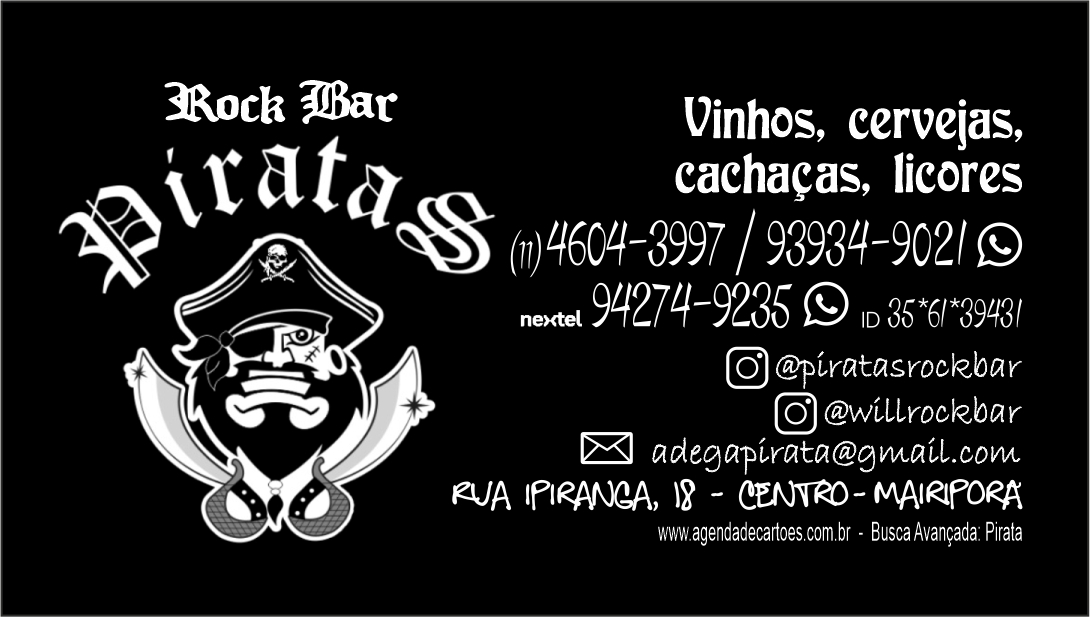 Rock Bar
Piratas
Vinhos, cervejas,
cachaças, licores
(11) 4604-3997 / 93934-9021
nextel 94274-9235 ID 35*61*39431
@piratasrockbar
@willrockbar
adegapirata@gmail.com
RUA IPIRANGA, 18 - CENTRO - MAIRIPORÃ
www.agendadecartoes.com.br - Busca Avançada: Pirata